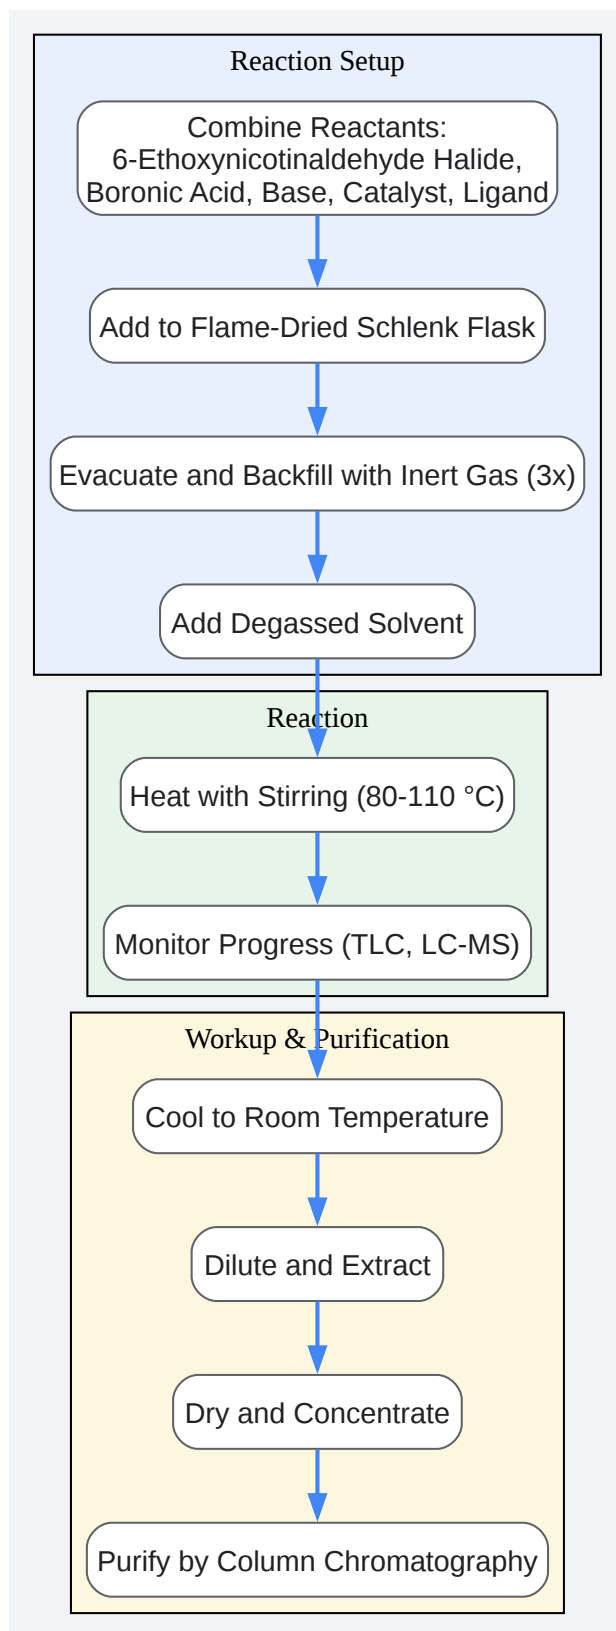 Reaction Setup
Combine Reactants:
6-Ethoxynicotinaldehyde Halide,
Boronic Acid, Base, Catalyst, Ligand
Add to Flame-Dried Schlenk Flask
Evacuate and Backfill with Inert Gas (3x)
Add Degassed Solvent
Reaction
Heat with Stirring (80-110 °C)
Monitor Progress (TLC, LC-MS)
Workup & Purification
Cool to Room Temperature
Dilute and Extract
Dry and Concentrate
Purify by Column Chromatography